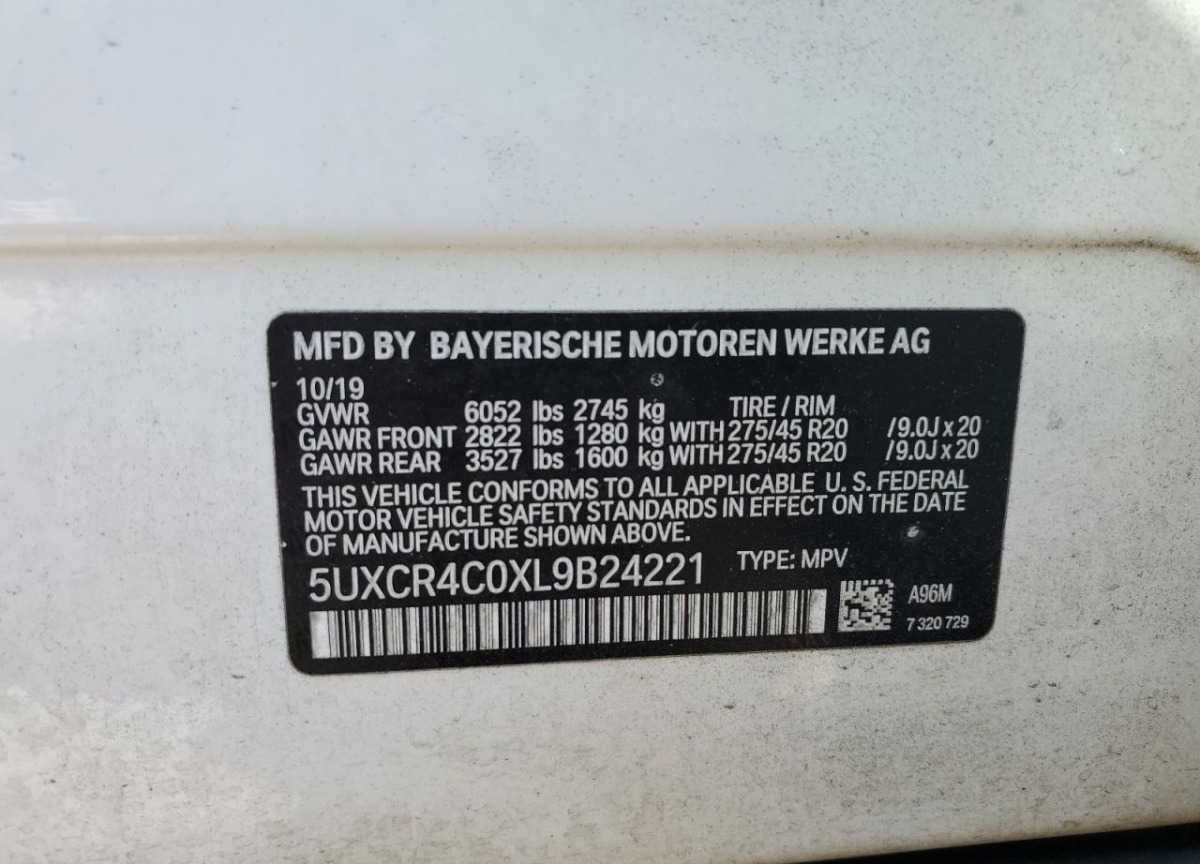 MFD BY BAYERISCHE MOTOREN WERKE AG
10/19
GVWR 6052 lbs 2745 kg TIRE / RIM
GAWR FRONT 2822 lbs 1280 kg WITH 275/45 R20 /9.0J x 20
GAWR REAR 3527 lbs 1600 kg WITH 275/45 R20 /9.0J x 20
THIS VEHICLE CONFORMS TO ALL APPLICABLE U. S. FEDERAL
MOTOR VEHICLE SAFETY STANDARDS IN EFFECT ON THE DATE
OF MANUFACTURE SHOWN ABOVE.
5UXCR4C0XL9B24221 TYPE: MPV
A96M
7 320 729